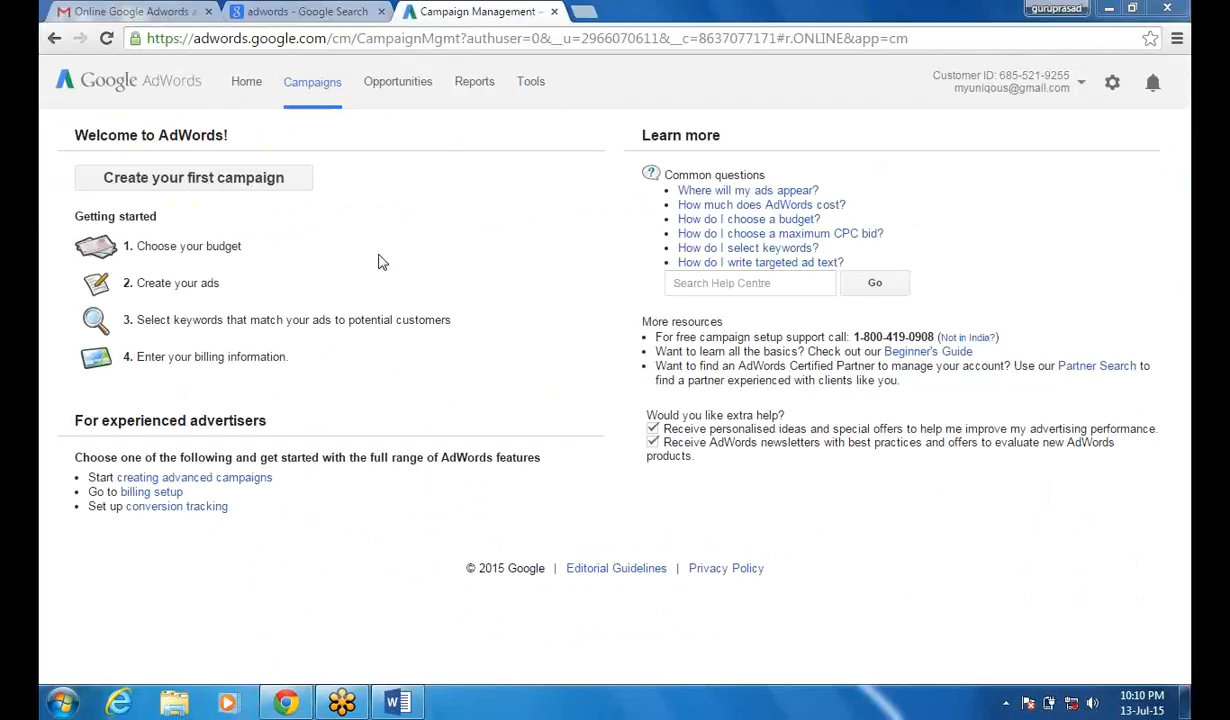 Online Google Adwords a
adwords - Google Search
Campaign Management –
guruprasad
https://adwords.google.com/cm/CampaignMgmt?authuser=0&__u=2966070611&__c=8637077171#r.ONLINE&app=cm
Google AdWords
Home
Campaigns
Opportunities
Reports
Tools
Customer ID: 685-521-9255
myuniqous@gmail.com
Welcome to AdWords!
Create your first campaign
Getting started
1. Choose your budget
2. Create your ads
3. Select keywords that match your ads to potential customers
4. Enter your billing information.
For experienced advertisers
Choose one of the following and get started with the full range of AdWords features
Start creating advanced campaigns
Go to billing setup
Set up conversion tracking
Learn more
Common questions
Where will my ads appear?
How much does AdWords cost?
How do I choose a budget?
How do I choose a maximum CPC bid?
How do I select keywords?
How do I write targeted ad text?
Search Help Centre
Go
More resources
For free campaign setup support call: 1-800-419-0908 (Not in India?)
Want to learn all the basics? Check out our Beginner's Guide
Want to find an AdWords Certified Partner to manage your account? Use our Partner Search to
find a partner experienced with clients like you.
Would you like extra help?
Receive personalised ideas and special offers to help me improve my advertising performance.
Receive AdWords newsletters with best practices and offers to evaluate new AdWords
products.
© 2015 Google | Editorial Guidelines | Privacy Policy
10:10 PM
13-Jul-15